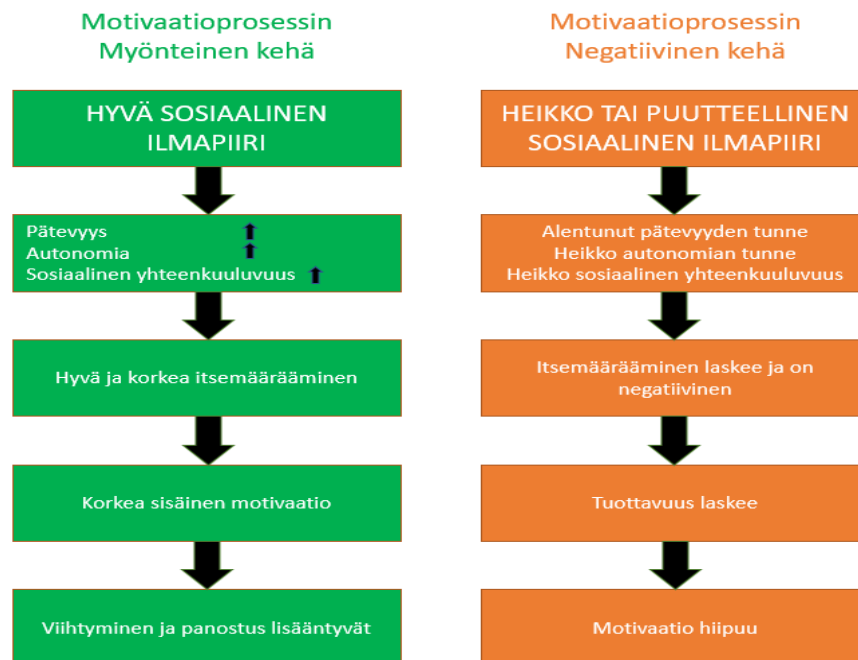 Motivaatioprosessin
Myönteinen kehä
HYVÄ SOSIAALINEN
ILMAPIIRI
Pätevyys
Autonomia
Sosiaalinen yhteenkuuluvuus
Hyvä ja korkea itsemäärääminen
Korkea sisäinen motivaatio
Viihtyminen ja panostus lisääntyvät
Motivaatioprosessin
Negatiivinen kehä
HEIKKO TAI PUUTTEELLINEN
SOSIAALINEN ILMAPIIRI
Alentunut pätevyyden tunne
Heikko autonomian tunne
Heikko sosiaalinen yhteenkuuluvuus
Itsemäärääminen laskee ja on
negatiivinen
Tuottavuus laskee
Motivaatio hiipuu